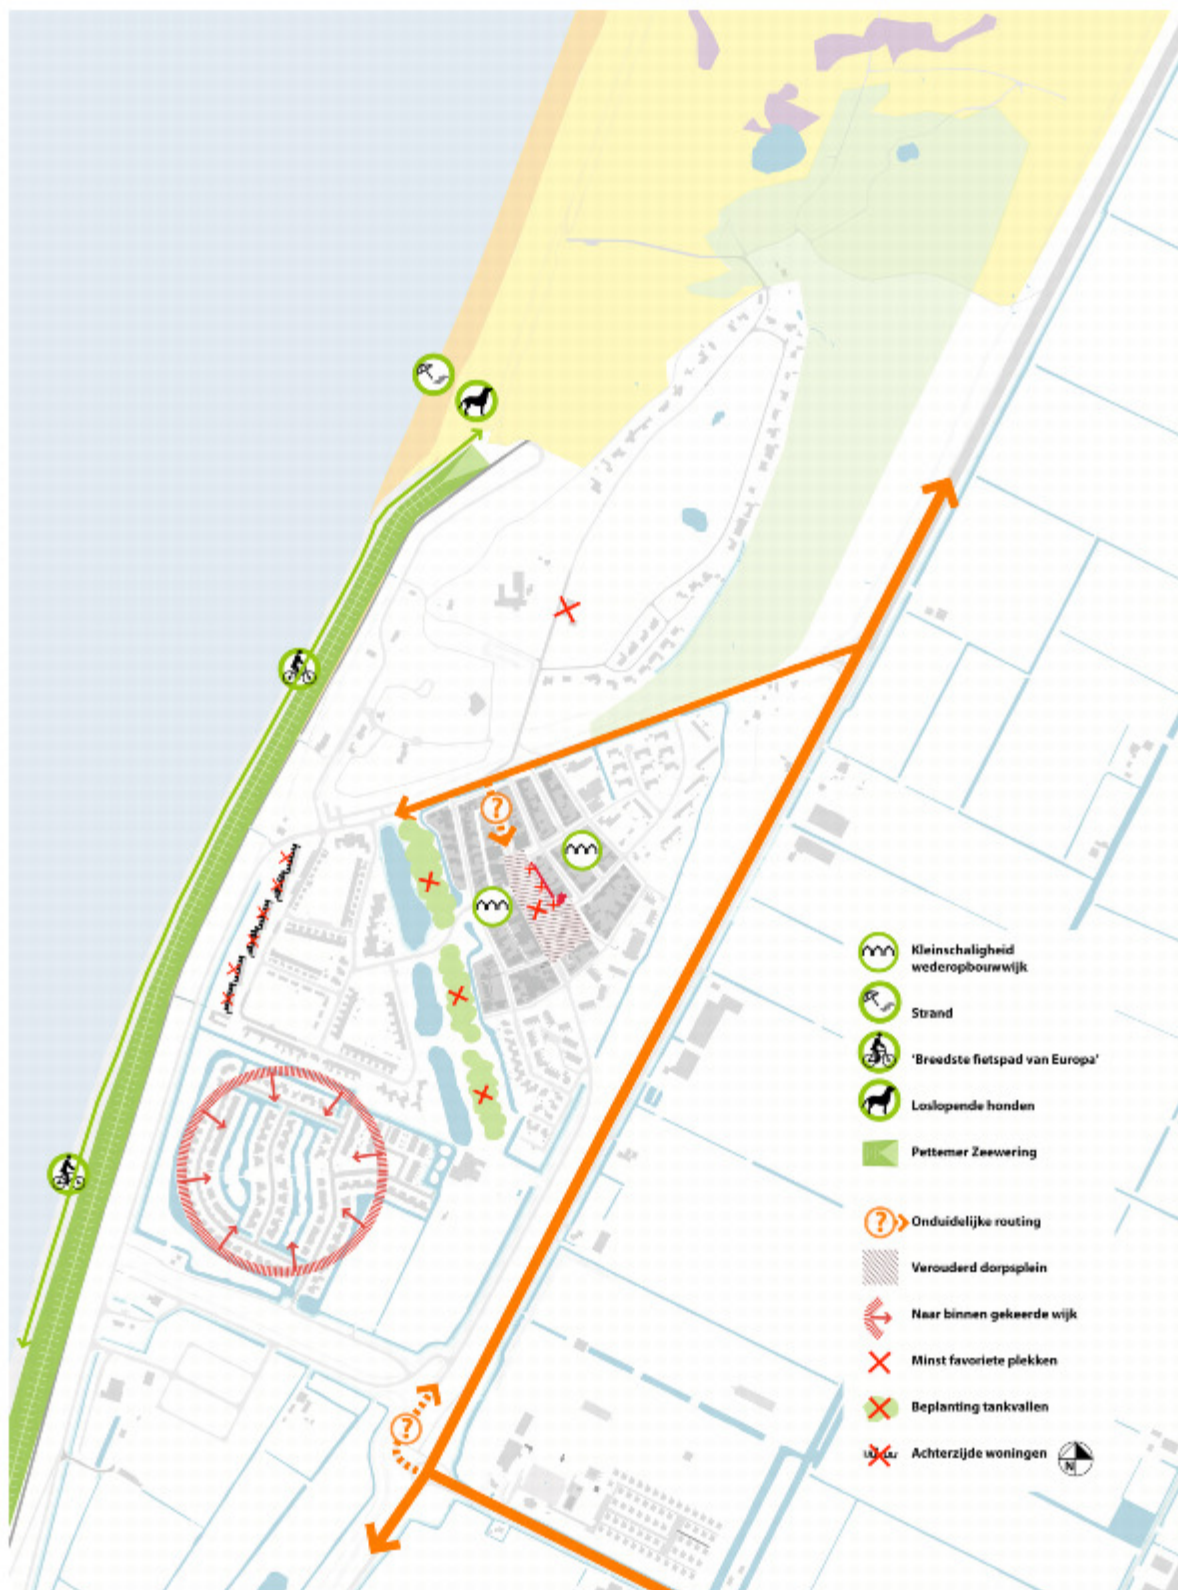 ?
?
Kleinschaligheid
wederopbouwwijk
Strand
'Breedste fietspad van Europa'
Loslopende honden
Pettemer Zeewering
? Onduidelijke routing
Verouderd dorpsplein
Naar binnen gekeerde wijk
Minst favoriete plekken
Beplanting tankvallen
Achterzijde woningen
N